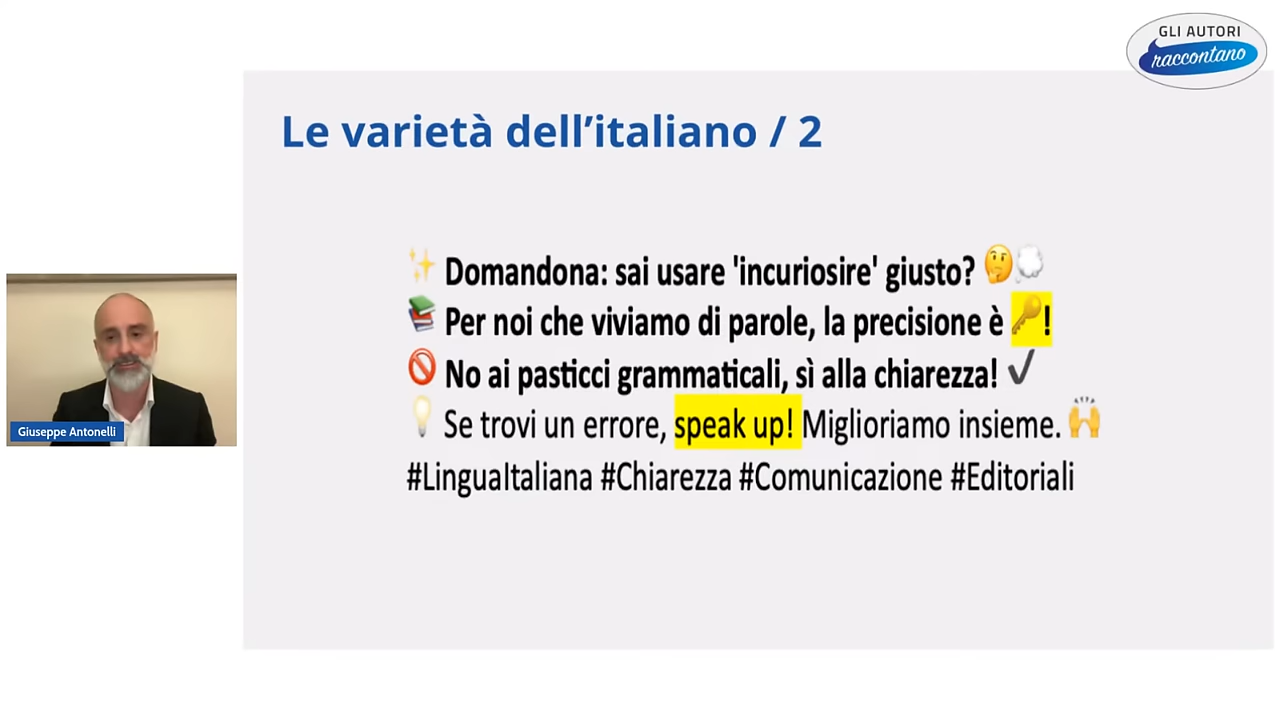 GLI AUTORI
raccontano
Le varietà dell’italiano / 2
✨ Domandona: sai usare 'incuriosire' giusto? 🤔💭
📚 Per noi che viviamo di parole, la precisione è 🔑!
🚫 No ai pasticci grammaticali, sì alla chiarezza! ✔
💡 Se trovi un errore, speak up! Miglioriamo insieme. 🙌
#LinguaItaliana #Chiarezza #Comunicazione #Editoriali
Giuseppe Antonelli